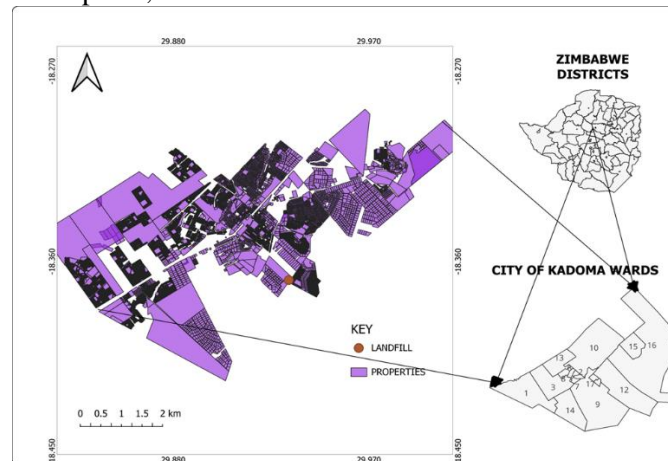 29.880 29.970
-18.270 -18.270
ZIMBABWE
DISTRICTS
-18.360 -18.360
CITY OF KADOMA WARDS
KEY
LANDFILL
PROPERTIES
10
15
16
13
1
3
7
17
12
14
9
0 0.5 1 1.5 2 km
-18.450 -18.450
29.880 29.970